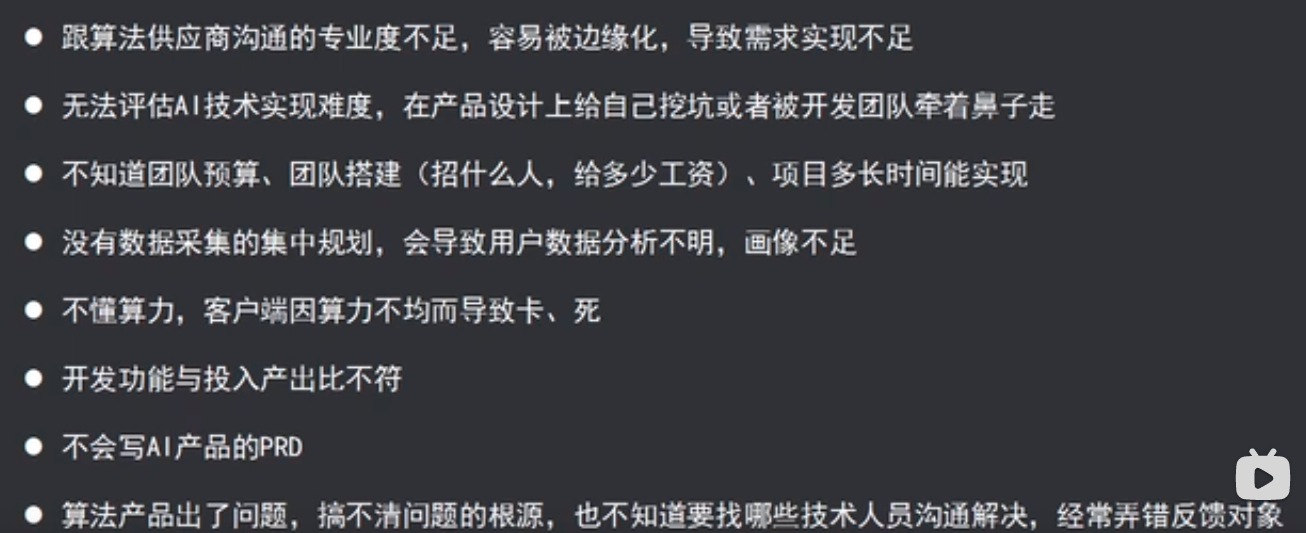 ● 跟算法供应商沟通的专业度不足，容易被边缘化，导致需求实现不足
● 无法评估AI技术实现难度，在产品设计上给自己挖坑或者被开发团队牵着鼻子走
● 不知道团队预算、团队搭建（招什么人，给多少工资）、项目多长时间能实现
● 没有数据采集的集中规划，会导致用户数据分析不明，画像不足
● 不懂算力，客户端因算力不均而导致卡、死
● 开发功能与投入产出比不符
● 不会写AI产品的PRD
● 算法产品出了问题，搞不清问题的根源，也不知道要找哪些技术人员沟通解决，经常弄错反馈对象